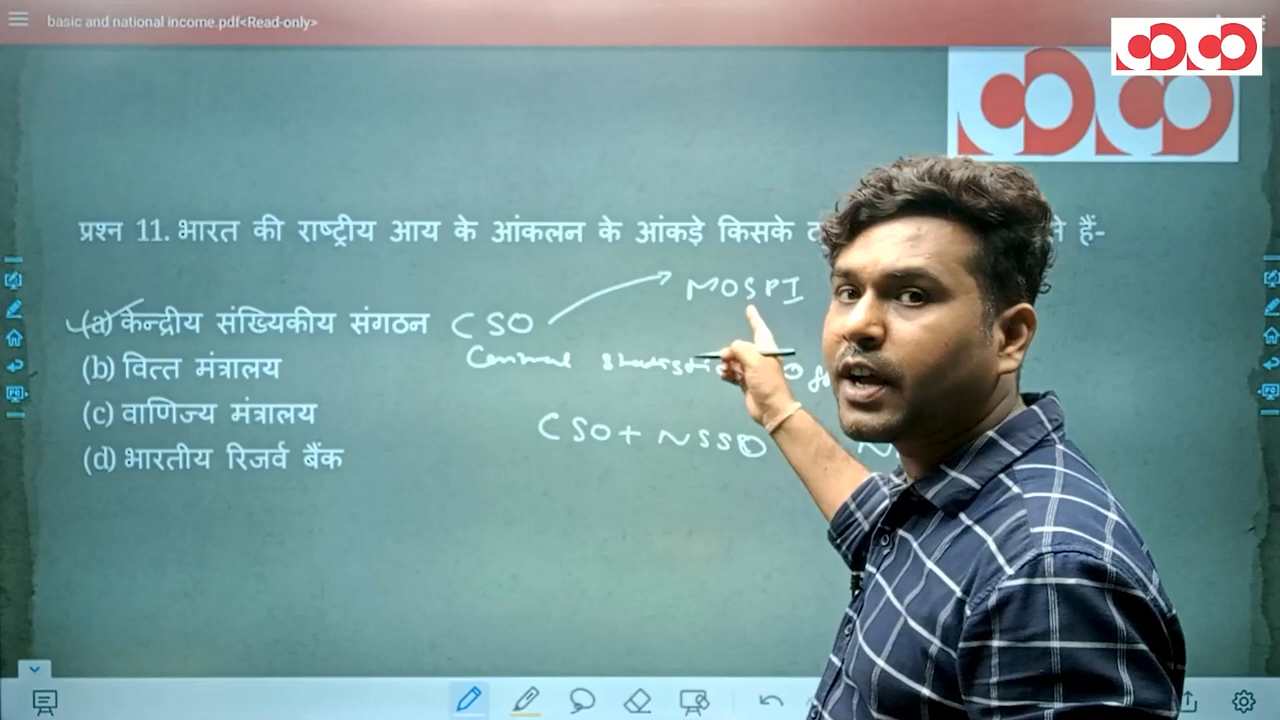 basic and national income.pdf<Read-only>
प्रश्न 11. भारत की राष्ट्रीय आय के आंकलन के आंकड़े किसके हैं-
MOSPI
(a) केन्द्रीय संख्यिकीय संगठन CSO
Central
(b) वित्त मंत्रालय
(c) वाणिज्य मंत्रालय
CSO + NSSO
(d) भारतीय रिजर्व बैंक